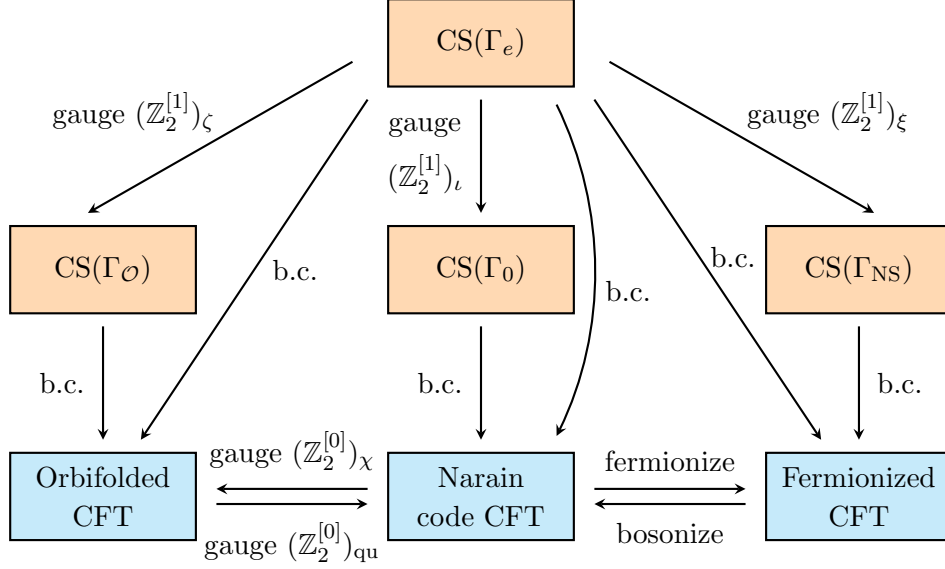 CS(Γ_e)
gauge (ℤ_2^{[1]})_ζ
gauge
(ℤ_2^{[1]})_ι
gauge (ℤ_2^{[1]})_ξ
CS(Γ_𝒪)
b.c.
CS(Γ_0)
b.c.
b.c.
CS(Γ_NS)
b.c.
b.c.
b.c.
Orbifolded
CFT
gauge (ℤ_2^{[0]})_χ
gauge (ℤ_2^{[0]})_qu
Narain
code CFT
fermionize
bosonize
Fermionized
CFT